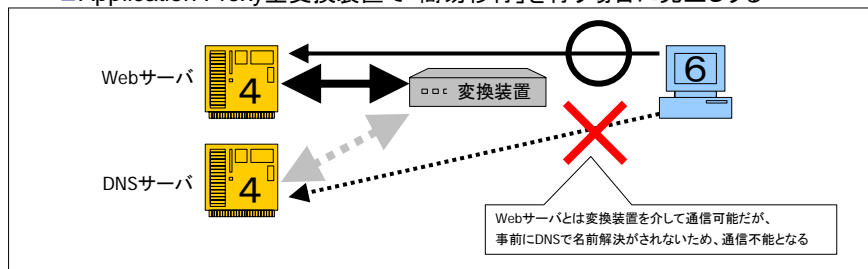 Webサーバ
4
変換装置
6
DNSサーバ
4
Webサーバとは変換装置を介して通信可能だが、
事前にDNSで名前解決がされないため、通信不能となる